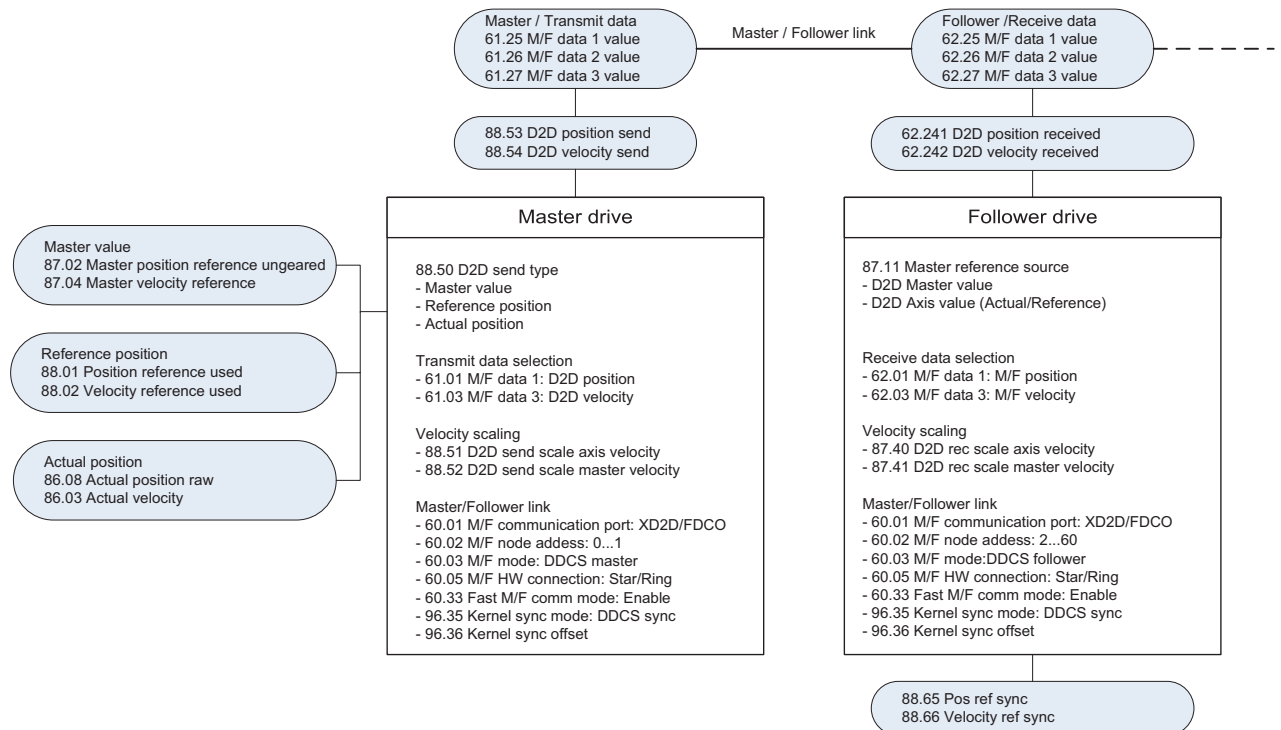 Master / Transmit data
61.25 M/F data 1 value
61.26 M/F data 2 value
61.27 M/F data 3 value
Master / Follower link
Follower /Receive data
62.25 M/F data 1 value
62.26 M/F data 2 value
62.27 M/F data 3 value
88.53 D2D position send
88.54 D2D velocity send
62.241 D2D position received
62.242 D2D velocity received
Master value
87.02 Master position reference ungeared
87.04 Master velocity reference
Reference position
88.01 Position reference used
88.02 Velocity reference used
Actual position
86.08 Actual position raw
86.03 Actual velocity
Master drive
88.50 D2D send type
- Master value
- Reference position
- Actual position
Transmit data selection
- 61.01 M/F data 1: D2D position
- 61.03 M/F data 3: D2D velocity
Velocity scaling
- 88.51 D2D send scale axis velocity
- 88.52 D2D send scale master velocity
Master/Follower link
- 60.01 M/F communication port: XD2D/FDCO
- 60.02 M/F node addess: 0...1
- 60.03 M/F mode: DDCS master
- 60.05 M/F HW connection: Star/Ring
- 60.33 Fast M/F comm mode: Enable
- 96.35 Kernel sync mode: DDCS sync
- 96.36 Kernel sync offset
Follower drive
87.11 Master reference source
- D2D Master value
- D2D Axis value (Actual/Reference)
Receive data selection
- 62.01 M/F data 1: M/F position
- 62.03 M/F data 3: M/F velocity
Velocity scaling
- 87.40 D2D rec scale axis velocity
- 87.41 D2D rec scale master velocity
Master/Follower link
- 60.01 M/F communication port: XD2D/FDCO
- 60.02 M/F node addess: 2...60
- 60.03 M/F mode:DDCS follower
- 60.05 M/F HW connection: Star/Ring
- 60.33 Fast M/F comm mode: Enable
- 96.35 Kernel sync mode: DDCS sync
- 96.36 Kernel sync offset
88.65 Pos ref sync
88.66 Velocity ref sync